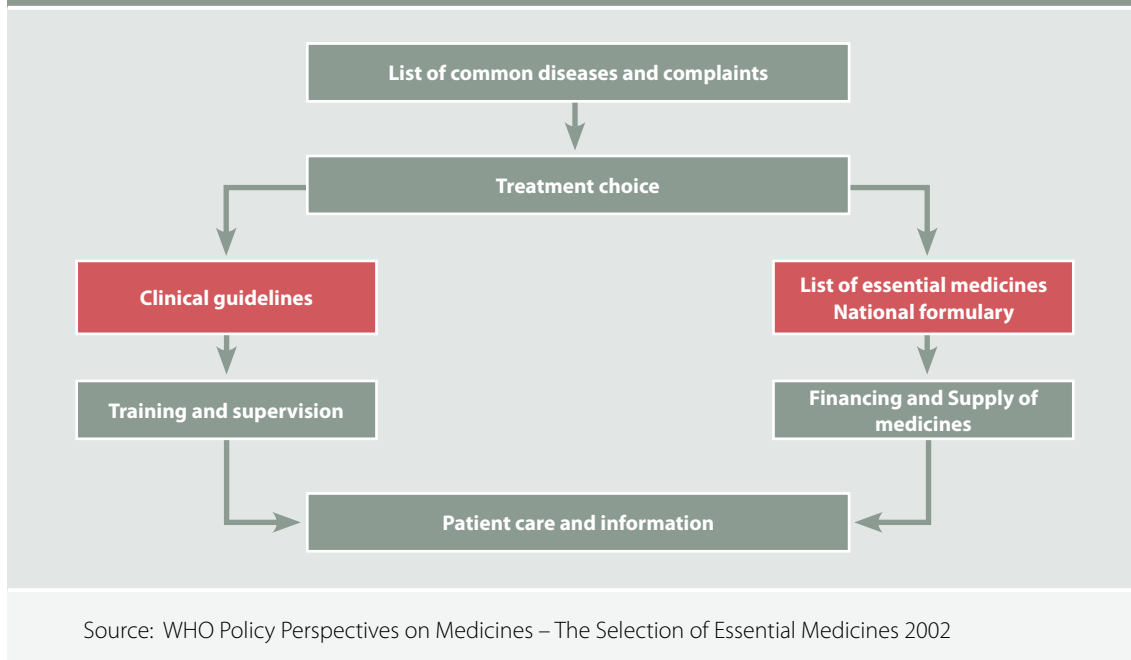 List of common diseases and complaints
Treatment choice
Clinical guidelines
List of essential medicines
National formulary
Training and supervision
Financing and Supply of
medicines
Patient care and information
Source: WHO Policy Perspectives on Medicines – The Selection of Essential Medicines 2002